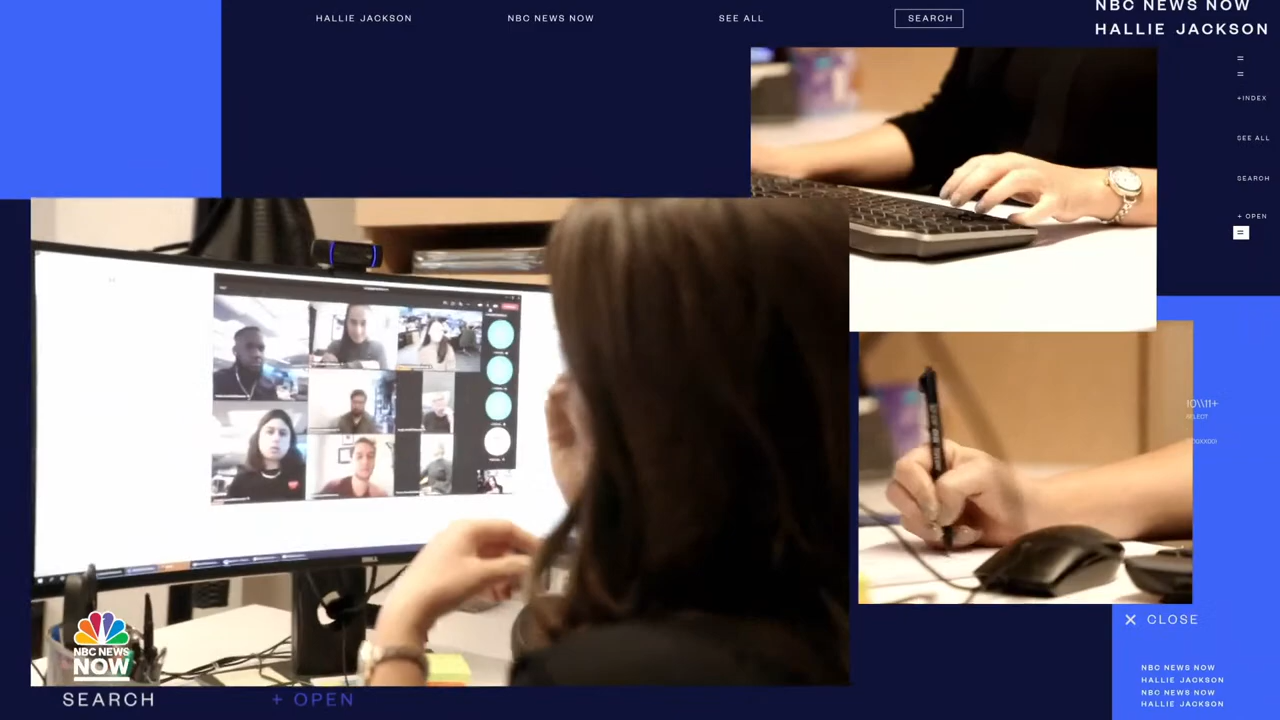 HALLIE JACKSON
NBC NEWS NOW
SEE ALL
SEARCH
NBC NEWS NOW
HALLIE JACKSON
=
=
+INDEX
SEE ALL
SEARCH
+ OPEN
=
DELL
NBC NEWS
NOW
SEARCH
+ OPEN
× CLOSE
NBC NEWS NOW
HALLIE JACKSON
NBC NEWS NOW
HALLIE JACKSON